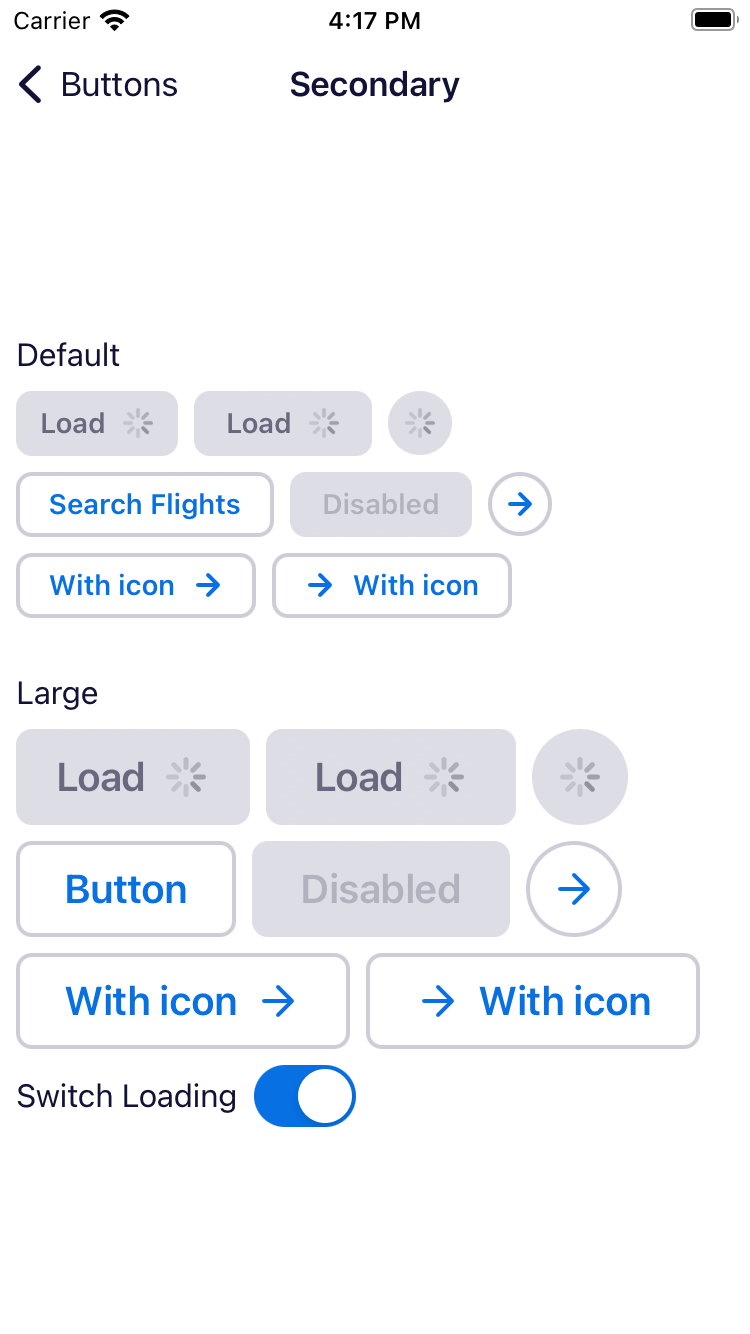 Carrier 4:17 PM
Buttons Secondary
Default
Load Load
Search Flights Disabled
With icon With icon
Large
Load Load
Button Disabled
With icon With icon
Switch Loading